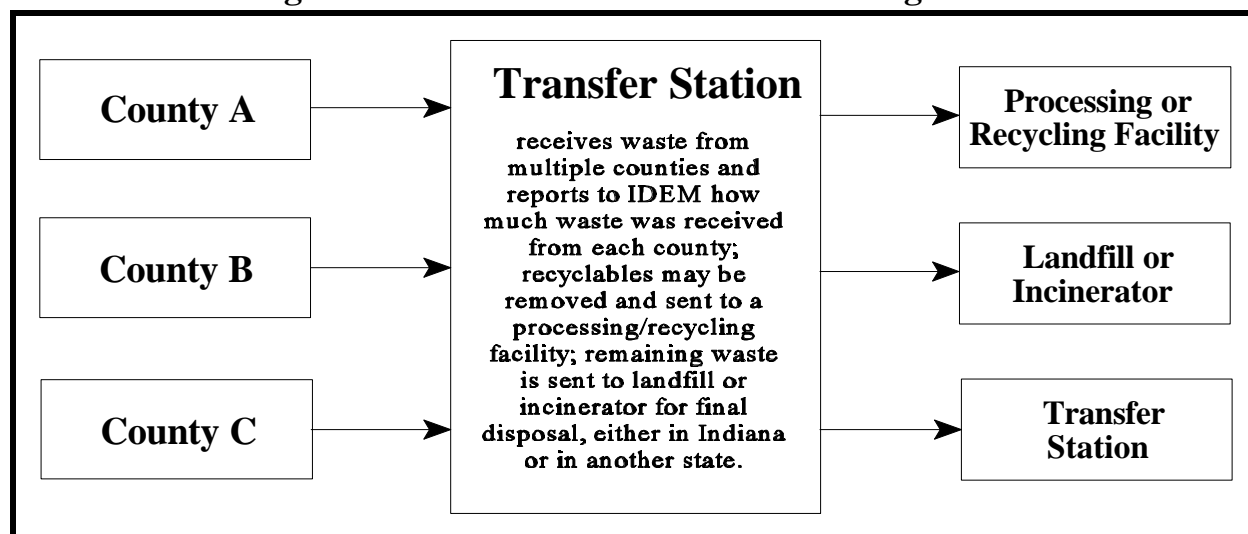 County A
County B
County C
Transfer Station
receives waste from
multiple counties and
reports to IDEM how
much waste was received
from each county;
recyclables may be
removed and sent to a
processing/recycling
facility; remaining waste
is sent to landfill or
incinerator for final
disposal, either in Indiana
or in another state.
Processing or
Recycling Facility
Landfill or
Incinerator
Transfer
Station